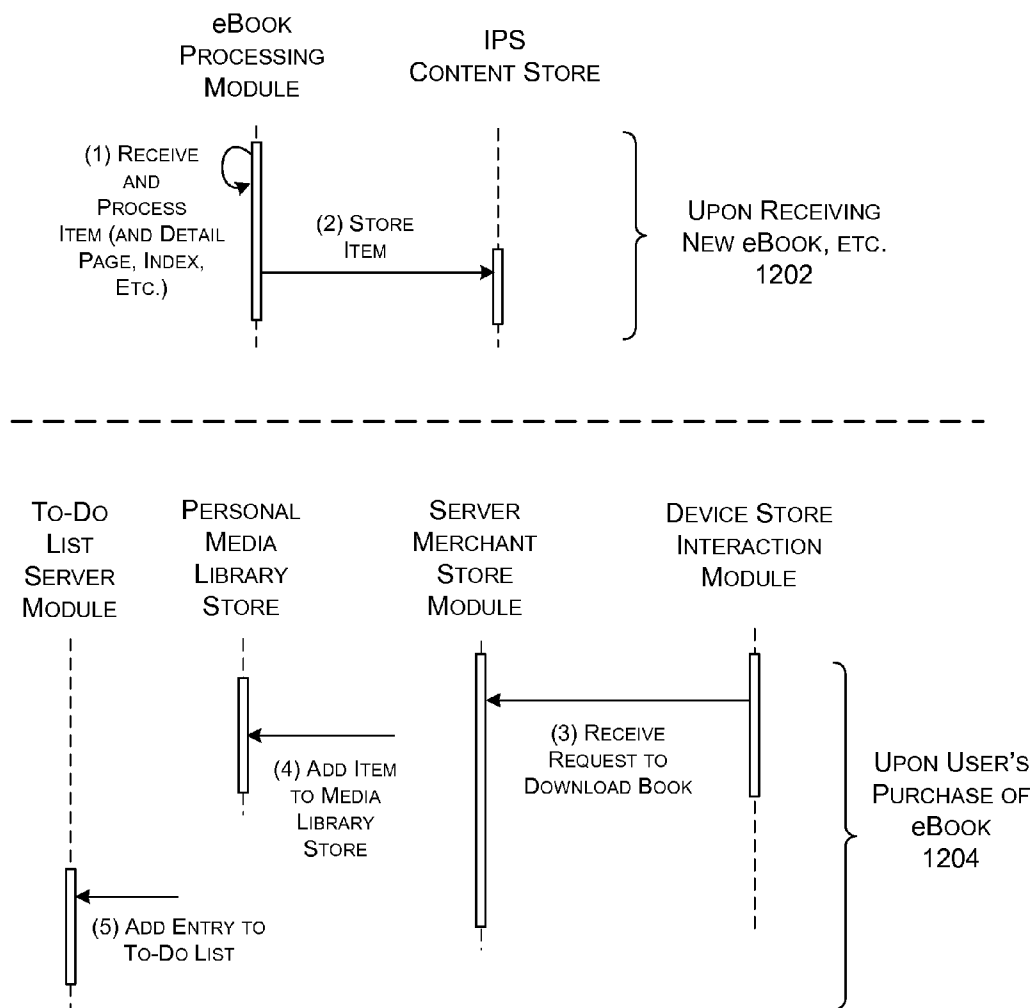 eBOOK
PROCESSING
MODULE
IPS
CONTENT STORE
(1) RECEIVE
AND
PROCESS
ITEM (AND DETAIL
PAGE, INDEX,
ETC.)
(2) STORE
ITEM
UPON RECEIVING
NEW eBOOK, ETC.
1202
TO-DO
LIST
SERVER
MODULE
PERSONAL
MEDIA
LIBRARY
STORE
SERVER
MERCHANT
STORE
MODULE
DEVICE STORE
INTERACTION
MODULE
(3) RECEIVE
REQUEST TO
DOWNLOAD BOOK
(4) ADD ITEM
TO MEDIA
LIBRARY
STORE
(5) ADD ENTRY TO
TO-DO LIST
UPON USER'S
PURCHASE OF
eBOOK
1204